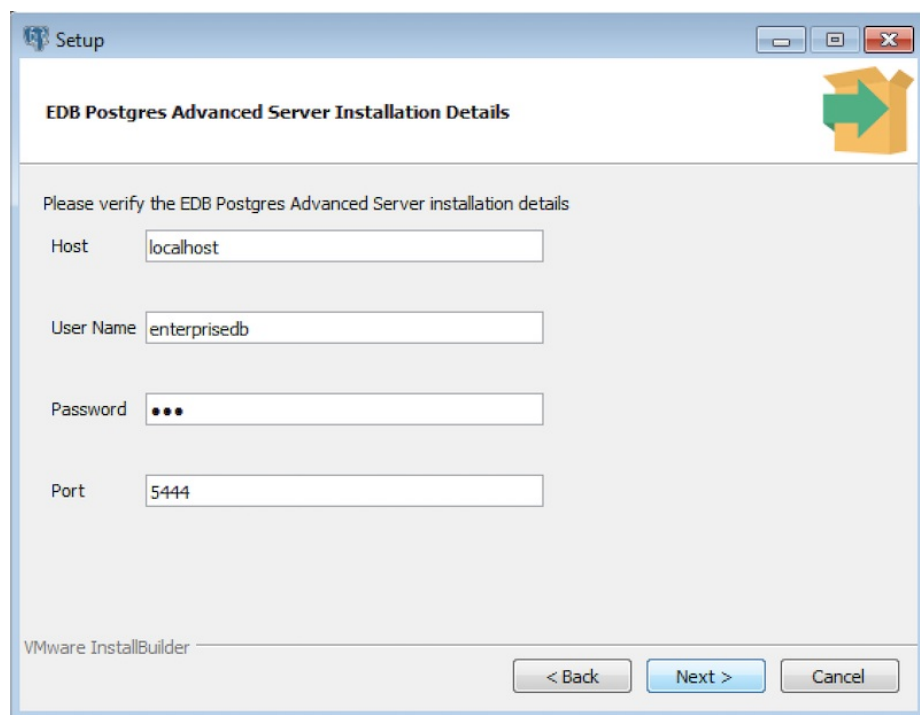 Setup
EDB Postgres Advanced Server Installation Details
Please verify the EDB Postgres Advanced Server installation details
Host localhost
User Name enterprisedb
Password •••
Port 5444
VMware InstallBuilder
< Back Next > Cancel